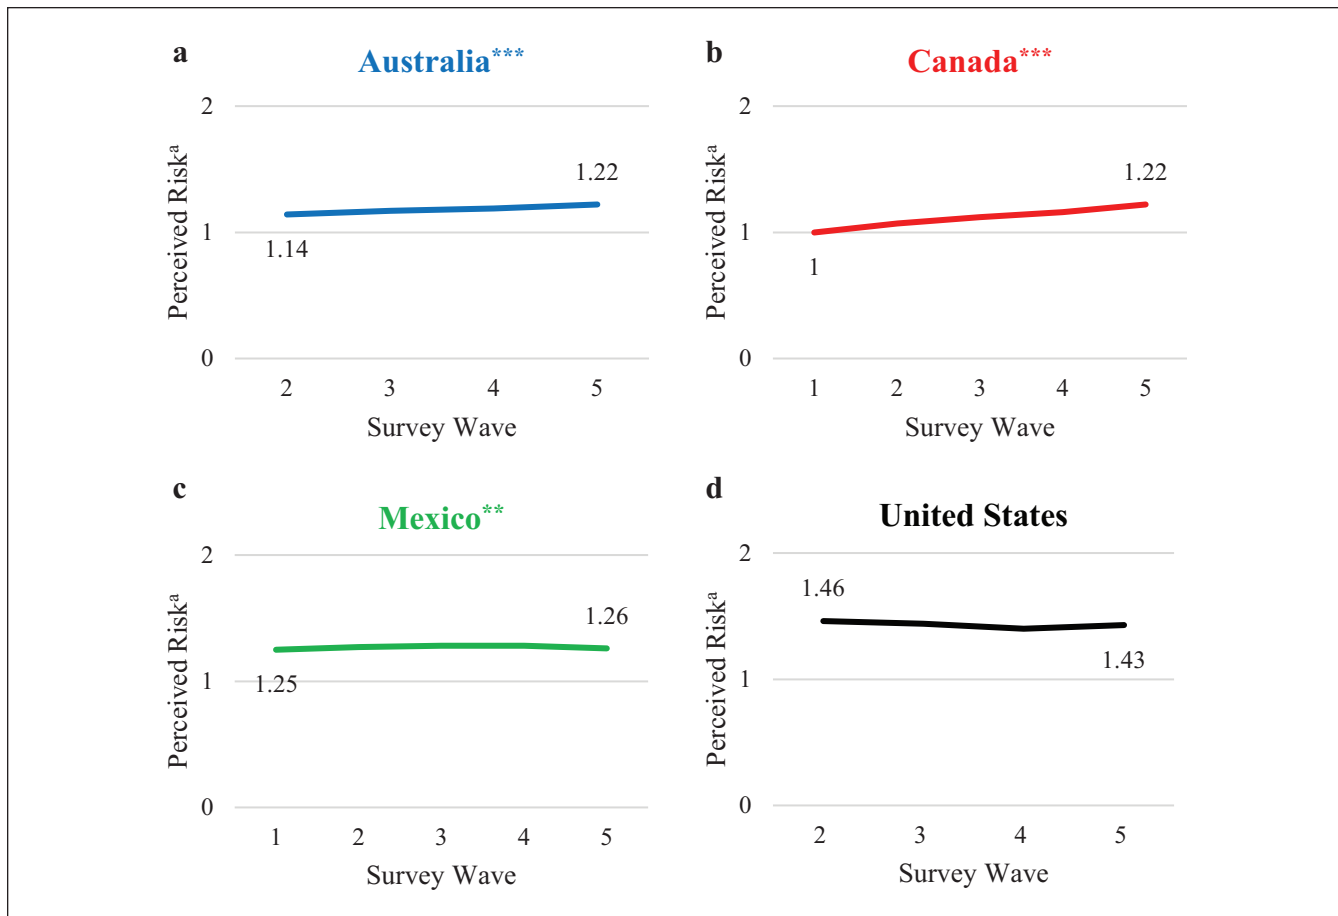 a
Australia***
Perceived Riskᵃ
2
1
0
1.14
1.22
2 3 4 5
Survey Wave
b
Canada***
Perceived Riskᵃ
2
1
0
1
1.22
1 2 3 4 5
Survey Wave
c
Mexico**
Perceived Riskᵃ
2
1
0
1.25
1.26
1 2 3 4 5
Survey Wave
d
United States
Perceived Riskᵃ
2
1
0
1.46
1.43
2 3 4 5
Survey Wave